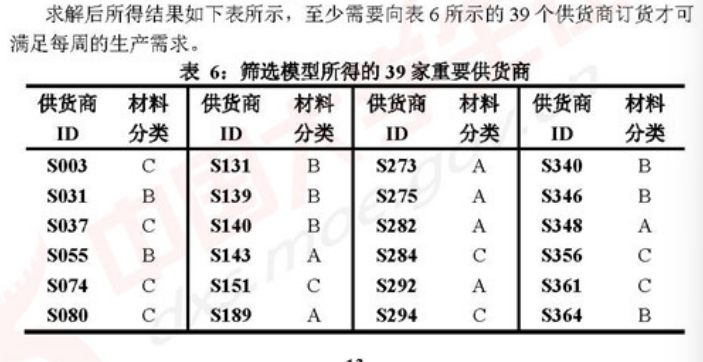 求解后所得结果如下表所示，至少需要向表 6 所示的 39 个供货商订货才可
满足每周的生产需求。
表 6：筛选模型所得的 39 家重要供货商
供货商 材料 供货商 材料 供货商 材料 供货商 材料
ID 分类 ID 分类 ID 分类 ID 分类
S003 C S131 B S273 A S340 B
S031 B S139 B S275 A S346 B
S037 C S140 B S282 A S348 A
S055 B S143 A S284 C S356 C
S074 C S151 C S292 A S361 C
S080 C S189 A S294 C S364 B